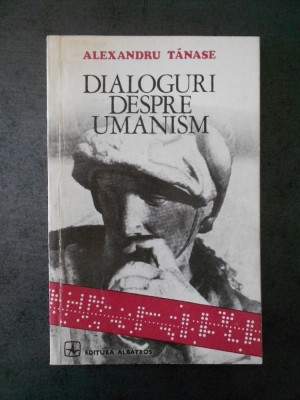 ALEXANDRU TĂNASE
DIALOGURI
DESPRE
UMANISM
EDITURA ALBATROS